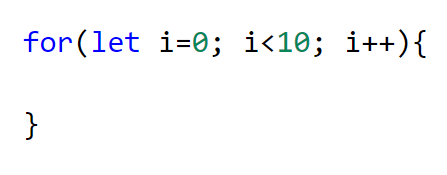 for(let i=0; i<10; i++){
}